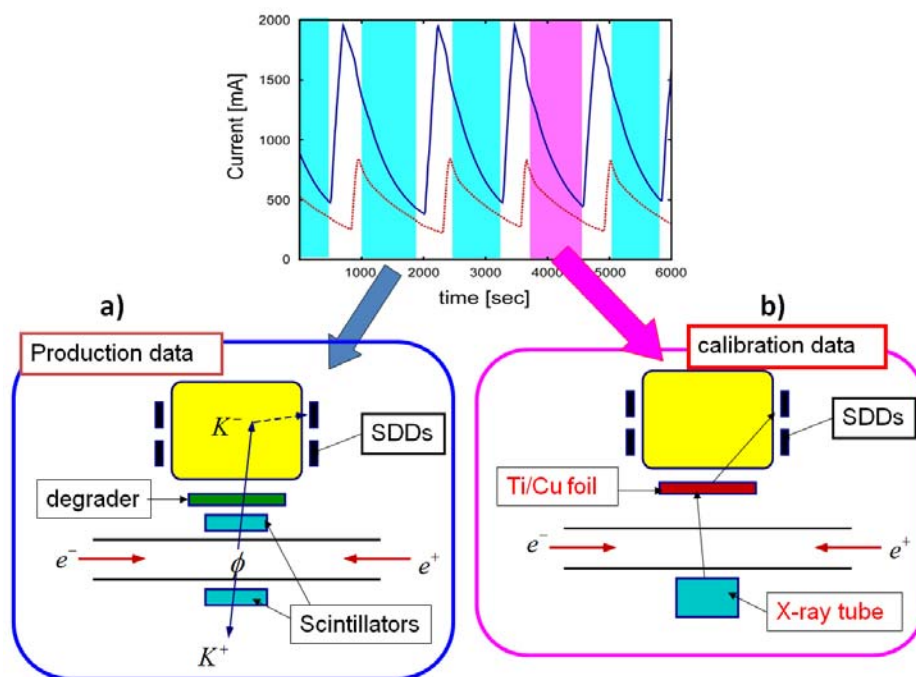 2000
1500
1000
500
0
Current [mA]
1000 2000 3000 4000 5000 6000
time [sec]
a)
Production data
K⁻
SDDs
degrader
e⁻
ϕ
e⁺
Scintillators
K⁺
b)
calibration data
SDDs
Ti/Cu foil
e⁻
e⁺
X-ray tube